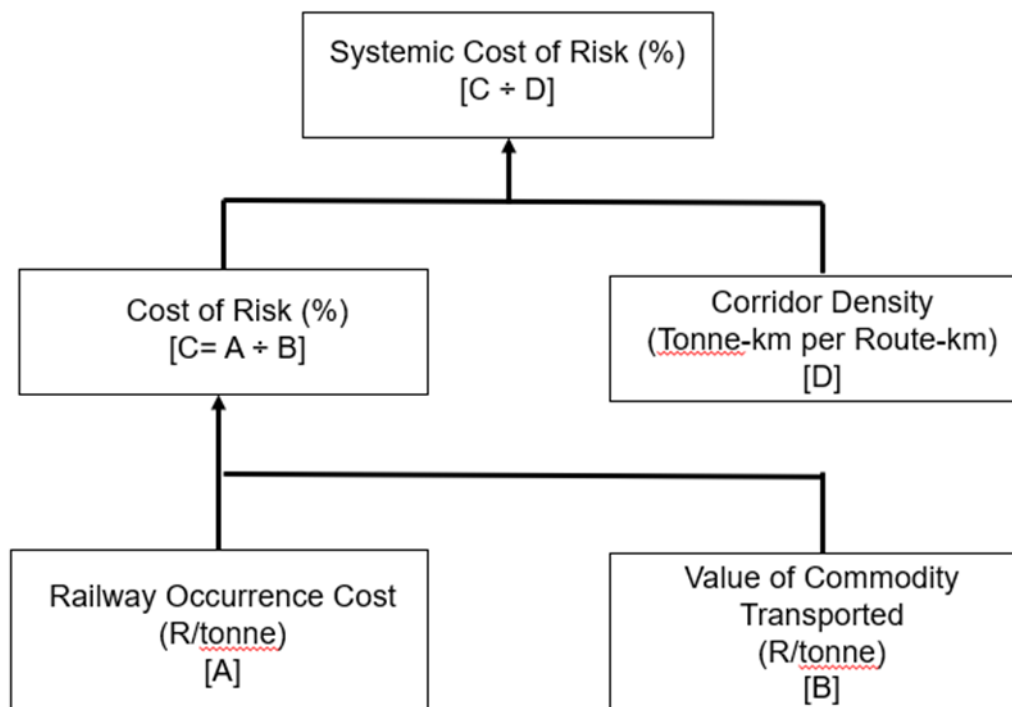 Systemic Cost of Risk (%)
[C ÷ D]
Cost of Risk (%)
[C= A ÷ B]
Corridor Density
(Tonne-km per Route-km)
[D]
Railway Occurrence Cost
(R/tonne)
[A]
Value of Commodity
Transported
(R/tonne)
[B]